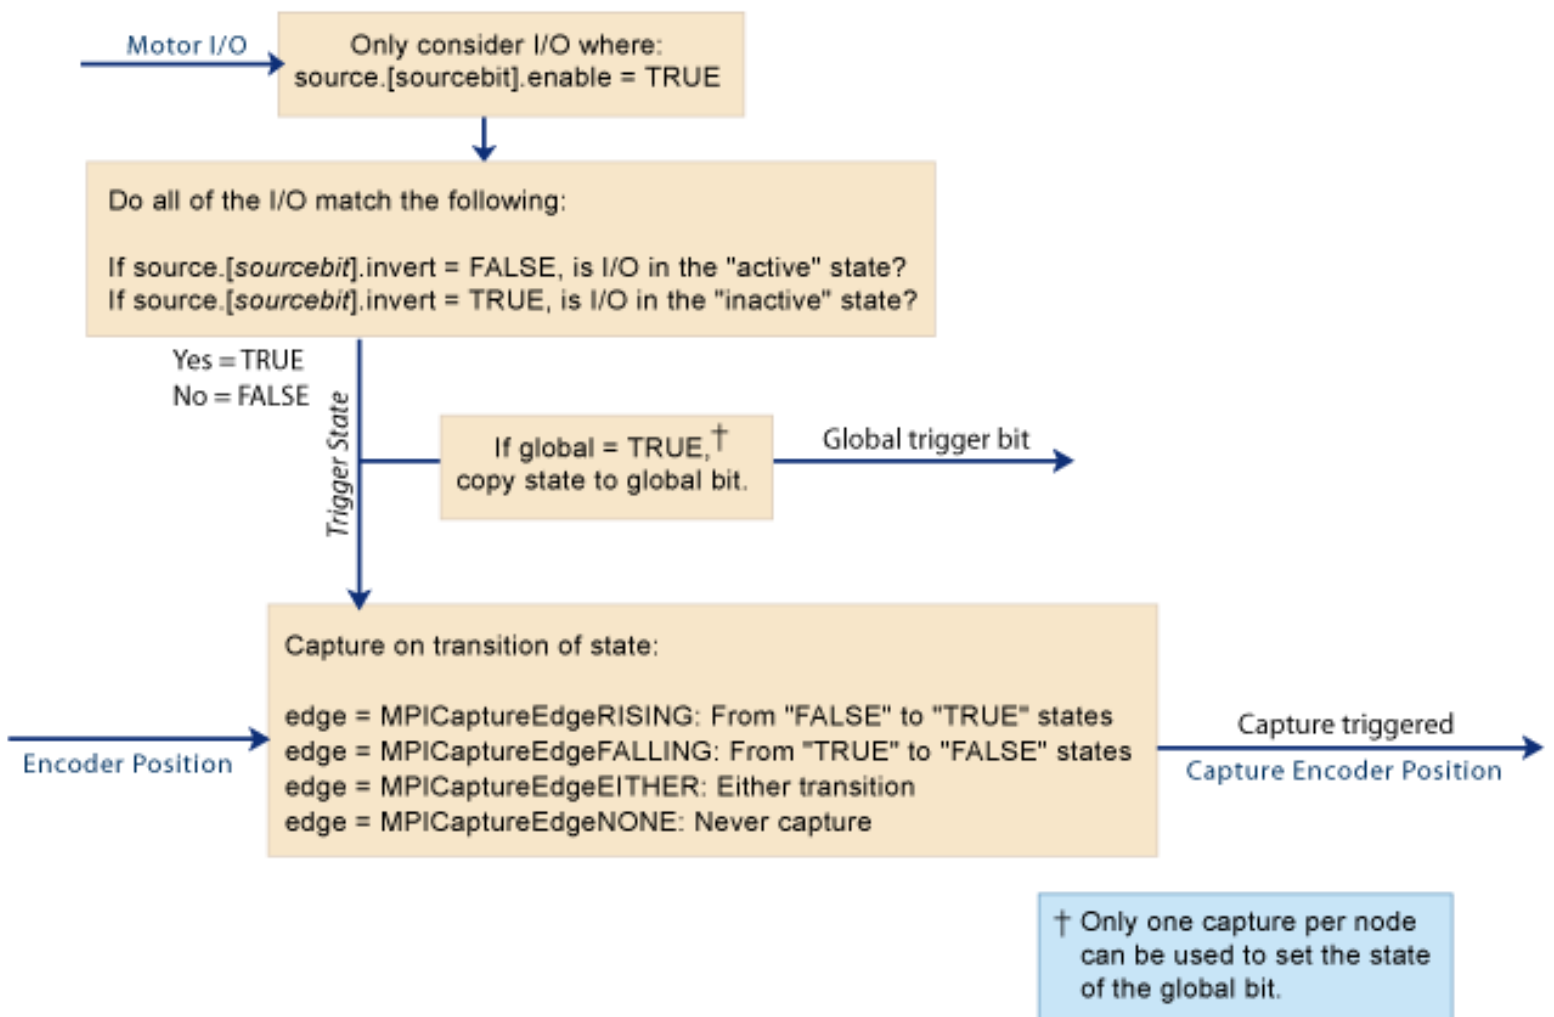 Motor I/O
Only consider I/O where:
source.[sourcebit].enable = TRUE
Do all of the I/O match the following:
If source.[sourcebit].invert = FALSE, is I/O in the "active" state?
If source.[sourcebit].invert = TRUE, is I/O in the "inactive" state?
Yes = TRUE
No = FALSE
Trigger State
If global = TRUE,†
copy state to global bit.
Global trigger bit
Capture on transition of state:
edge = MPICaptureEdgeRISING: From "FALSE" to "TRUE" states
edge = MPICaptureEdgeFALLING: From "TRUE" to "FALSE" states
edge = MPICaptureEdgeEITHER: Either transition
edge = MPICaptureEdgeNONE: Never capture
Encoder Position
Capture triggered
Capture Encoder Position
† Only one capture per node
can be used to set the state
of the global bit.